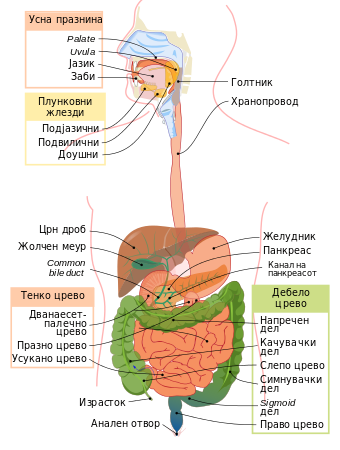 Усна празнина
Palate
Uvula
Јазик
Заби
Плунковни
жлезди
Подјазични
Подвилични
Доушни
Голтник
Хранопровод
Црн дроб
Жолчен меур
Common
bile duct
Тенко црево
Дванаесет-
палечно
црево
Празно црево
Усукано црево
Израсток
Анален отвор
Желудник
Панкреас
Канал на
панкреасот
Дебело
црево
Напречен
дел
Качувачки
дел
Слепо црево
Симнувачки
дел
Sigmoid
дел
Право црево